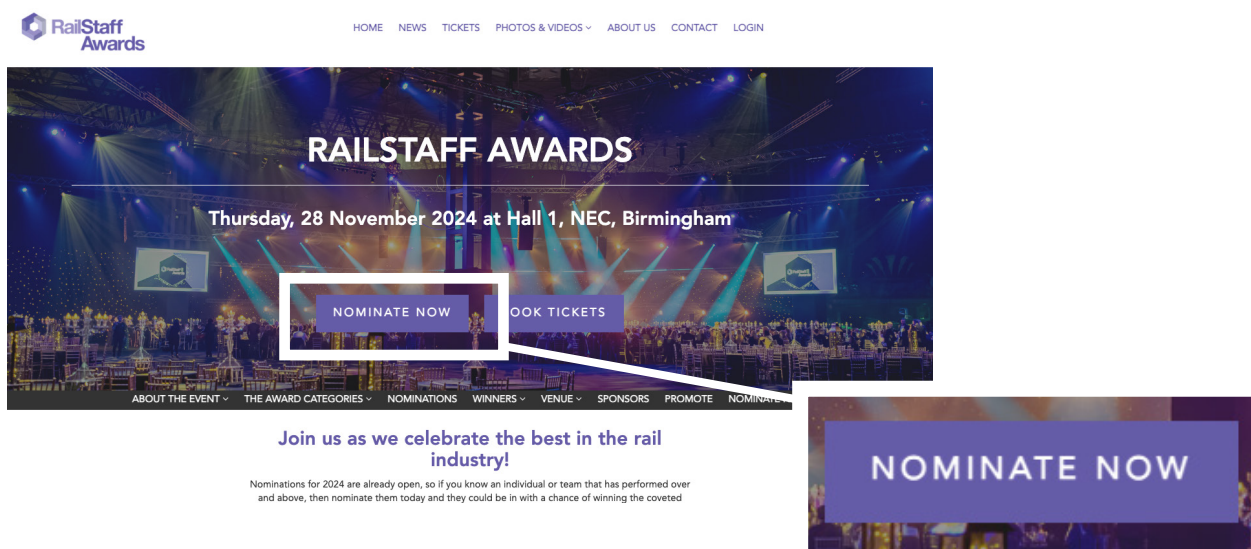 RailStaff
Awards
HOME NEWS TICKETS PHOTOS & VIDEOS ABOUT US CONTACT LOGIN
RAILSTAFF AWARDS
Thursday, 28 November 2024 at Hall 1, NEC, Birmingham
NOMINATE NOW OOK TICKETS
ABOUT THE EVENT THE AWARD CATEGORIES NOMINATIONS WINNERS VENUE SPONSORS PROMOTE NOMINATE
Join us as we celebrate the best in the rail
industry!
Nominations for 2024 are already open, so if you know an individual or team that has performed over
and above, then nominate them today and they could be in with a chance of winning the coveted
NOMINATE NOW